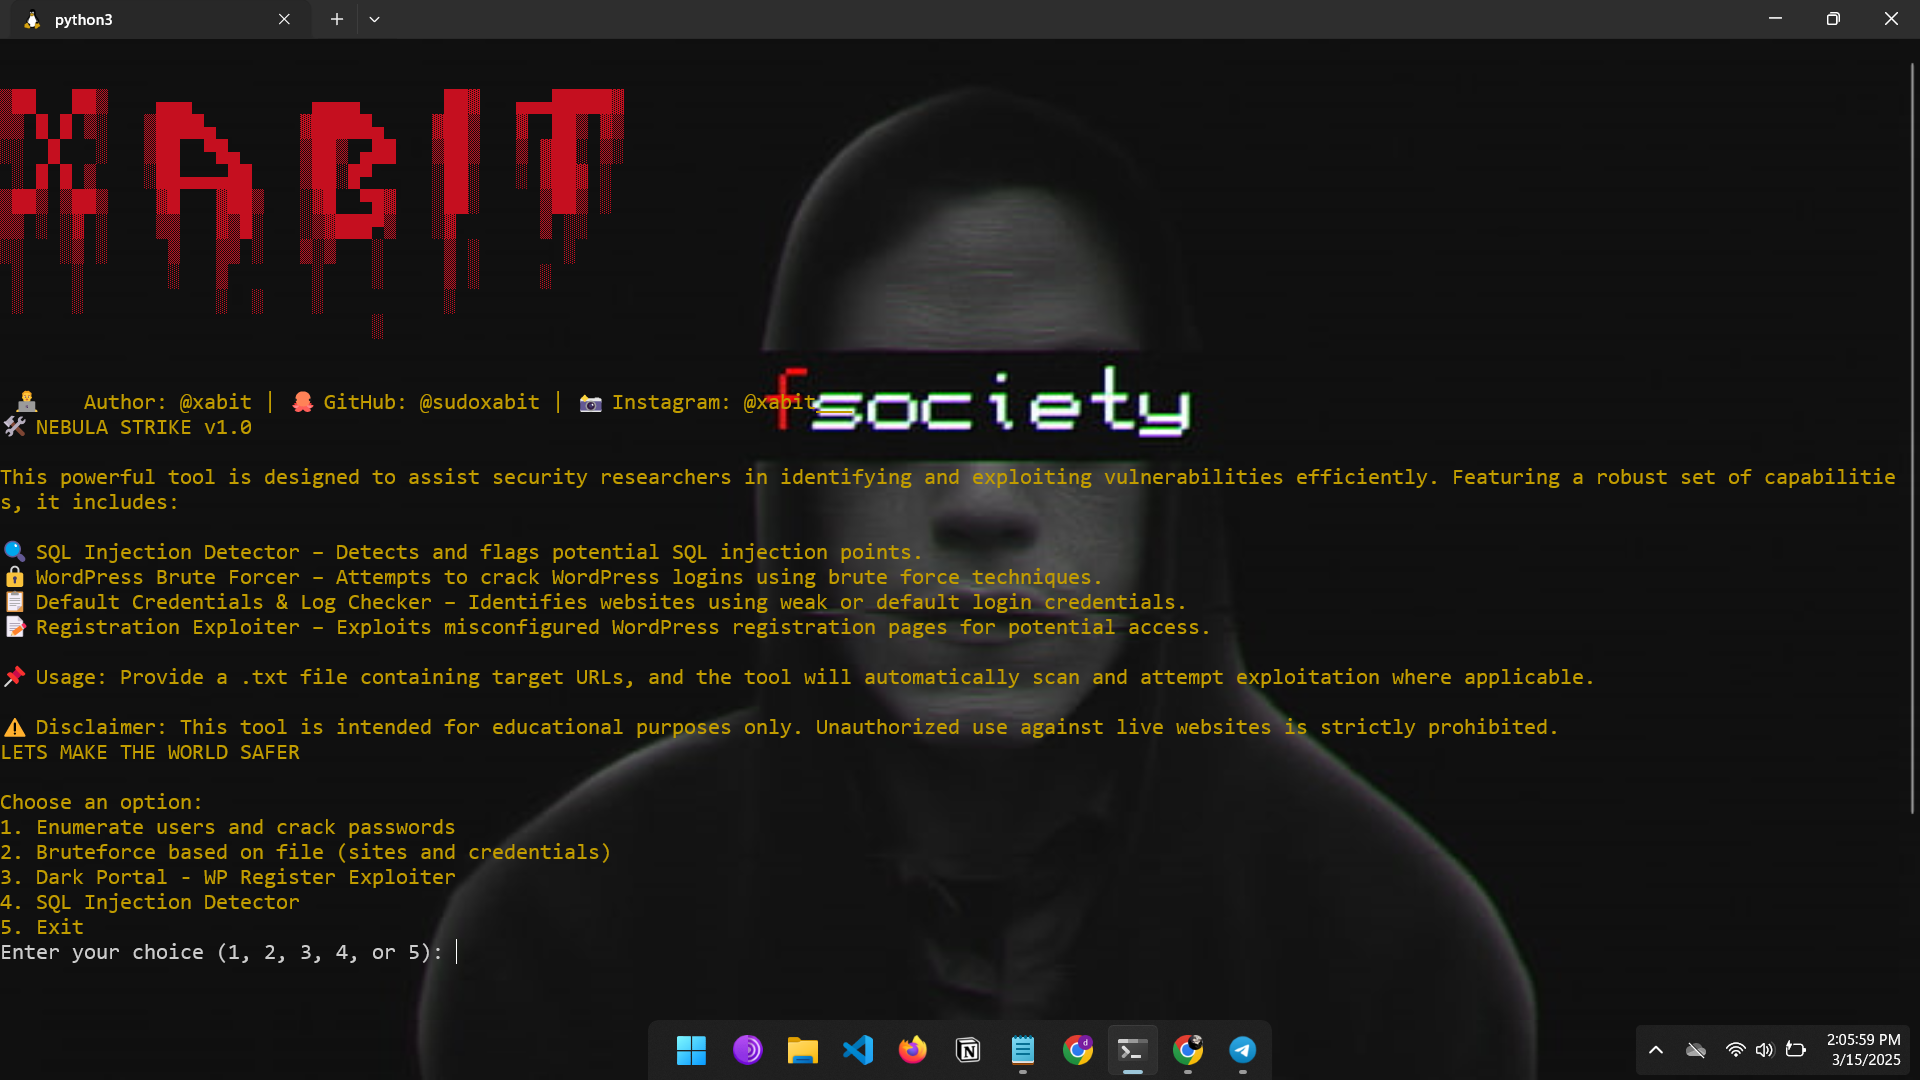 python3
XABIT
Author: @xabit | GitHub: @sudoxabit | Instagram: @xabit___
fsociety
NEBULA STRIKE v1.0
This powerful tool is designed to assist security researchers in identifying and exploiting vulnerabilities efficiently. Featuring a robust set of capabilitie
s, it includes:
SQL Injection Detector – Detects and flags potential SQL injection points.
WordPress Brute Forcer – Attempts to crack WordPress logins using brute force techniques.
Default Credentials & Log Checker – Identifies websites using weak or default login credentials.
Registration Exploiter – Exploits misconfigured WordPress registration pages for potential access.
Usage: Provide a .txt file containing target URLs, and the tool will automatically scan and attempt exploitation where applicable.
Disclaimer: This tool is intended for educational purposes only. Unauthorized use against live websites is strictly prohibited.
LETS MAKE THE WORLD SAFER
Choose an option:
1. Enumerate users and crack passwords
2. Bruteforce based on file (sites and credentials)
3. Dark Portal - WP Register Exploiter
4. SQL Injection Detector
5. Exit
Enter your choice (1, 2, 3, 4, or 5):
2:05:59 PM
3/15/2025